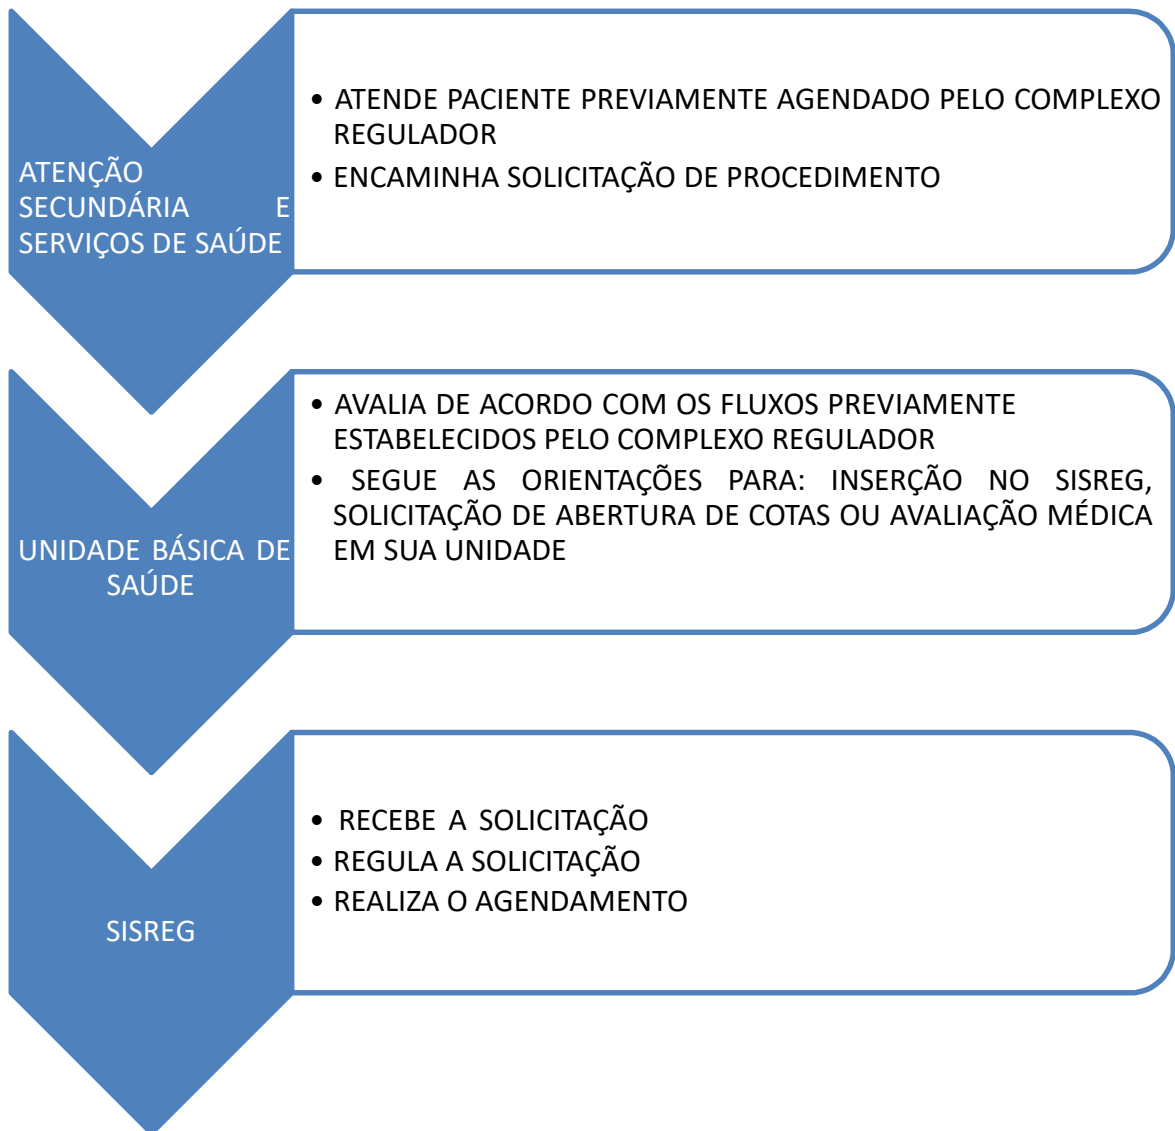 ATENÇÃO
SECUNDÁRIA E
SERVIÇOS DE SAÚDE
• ATENDE PACIENTE PREVIAMENTE AGENDADO PELO COMPLEXO
REGULADOR
• ENCAMINHA SOLICITAÇÃO DE PROCEDIMENTO
UNIDADE BÁSICA DE
SAÚDE
• AVALIA DE ACORDO COM OS FLUXOS PREVIAMENTE
ESTABELECIDOS PELO COMPLEXO REGULADOR
• SEGUE AS ORIENTAÇÕES PARA: INSERÇÃO NO SISREG,
SOLICITAÇÃO DE ABERTURA DE COTAS OU AVALIAÇÃO MÉDICA
EM SUA UNIDADE
SISREG
• RECEBE A SOLICITAÇÃO
• REGULA A SOLICITAÇÃO
• REALIZA O AGENDAMENTO